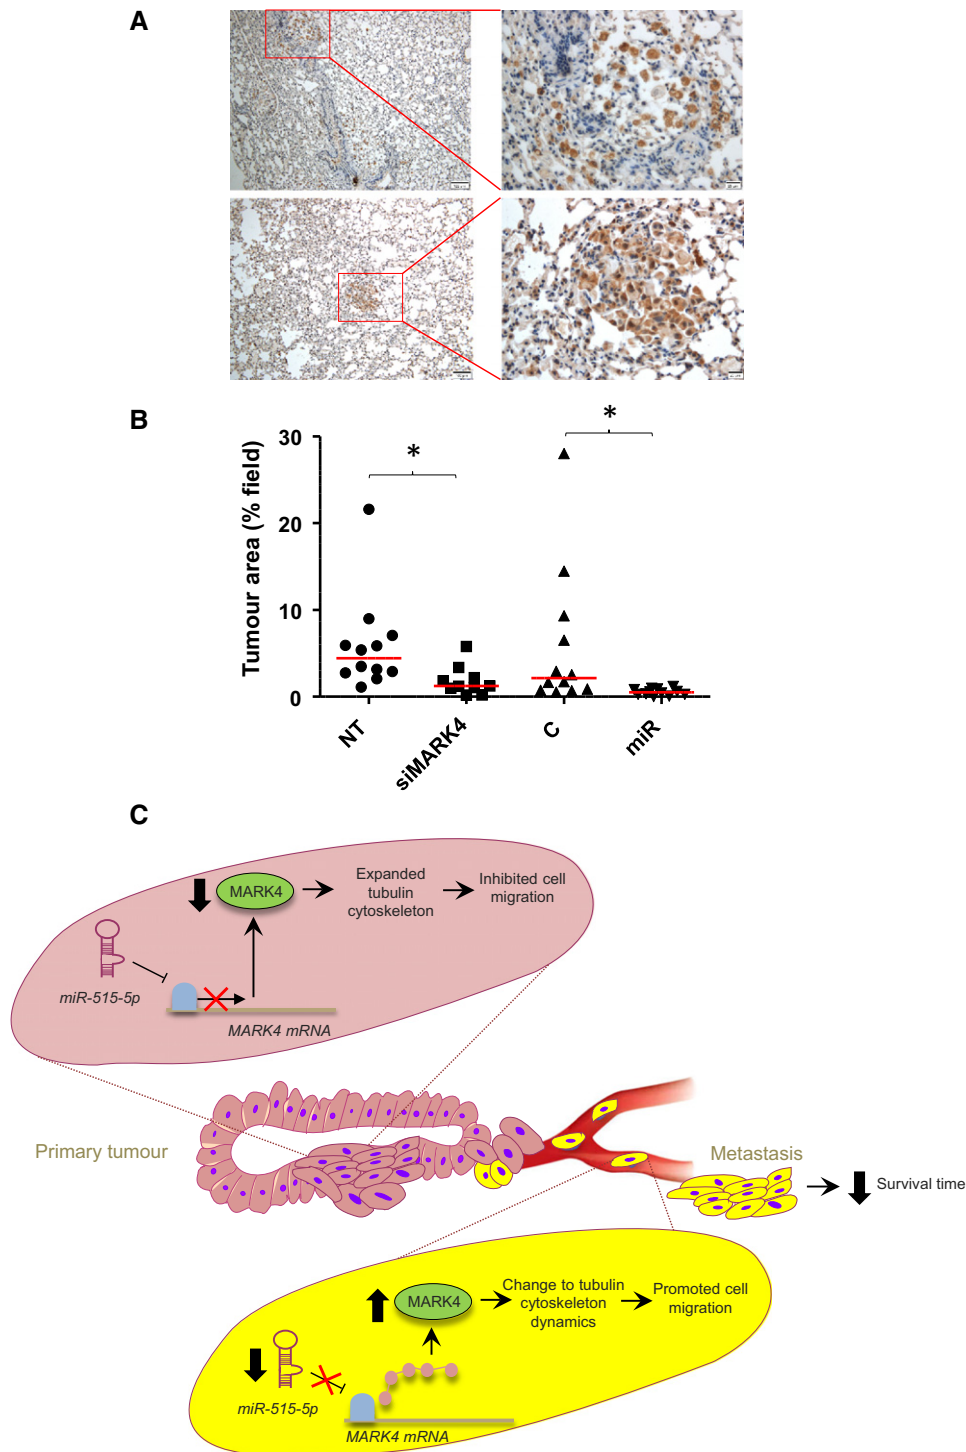 A
B
30
20
10
0
Tumour area (% field)
*
*
NT
siMARK4
C
miR
C
MARK4
Expanded
tubulin
cytoskeleton
Inhibited cell
migration
miR-515-5p
MARK4 mRNA
Primary tumour
Metastasis
Survival time
MARK4
Change to tubulin
cytoskeleton
dynamics
Promoted cell
migration
miR-515-5p
MARK4 mRNA